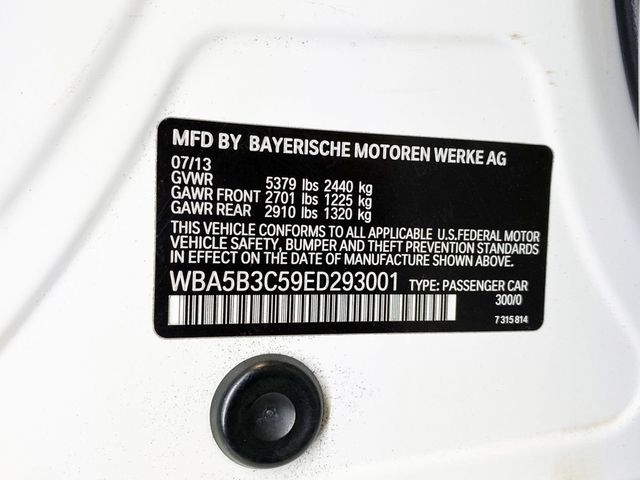 MFD BY BAYERISCHE MOTOREN WERKE AG
07/13
GVWR 5379 lbs 2440 kg
GAWR FRONT 2701 lbs 1225 kg
GAWR REAR 2910 lbs 1320 kg
THIS VEHICLE CONFORMS TO ALL APPLICABLE U.S.FEDERAL MOTOR
VEHICLE SAFETY, BUMPER AND THEFT PREVENTION STANDARDS
IN EFFECT ON THE DATE OF MANUFACTURE SHOWN ABOVE.
WBA5B3C59ED293001 TYPE: PASSENGER CAR
300/0
7 315 814